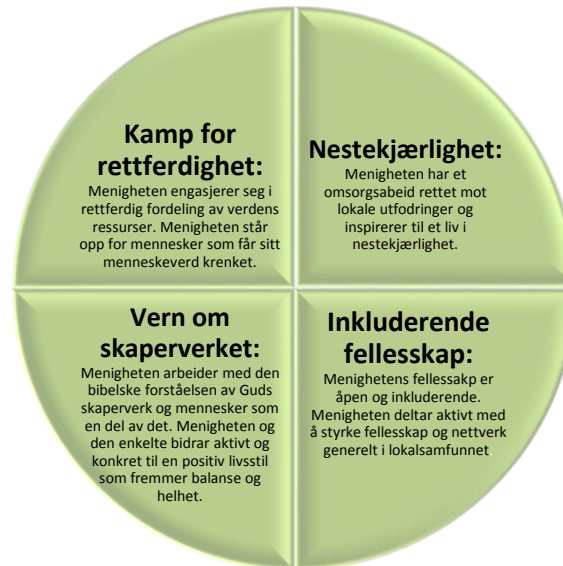 Kamp for
rettferdighet:
Menigheten engasjerer seg i
rettferdig fordeling av verdens
ressurser. Menigheten står
opp for mennesker som får sitt
menneskeverd krenket.
Nestekjærlighet:
Menigheten har et
omsorgsabeid rettet mot
lokale utfodringer og
inspirerer til et liv i
nestekjærlighet.
Vern om
skaperverket:
Menigheten arbeider med den
bibelske forståelsen av Guds
skaperverk og mennesker som
en del av det. Menigheten og
den enkelte bidrar aktivt og
konkret til en positiv livsstil
som fremmer balanse og
helhet.
Inkluderende
fellesskap:
Menighetens fellessakp er
åpen og inkluderende.
Menigheten deltar aktivt med
å styrke fellesskap og nettverk
generelt i lokalsamfunnet.